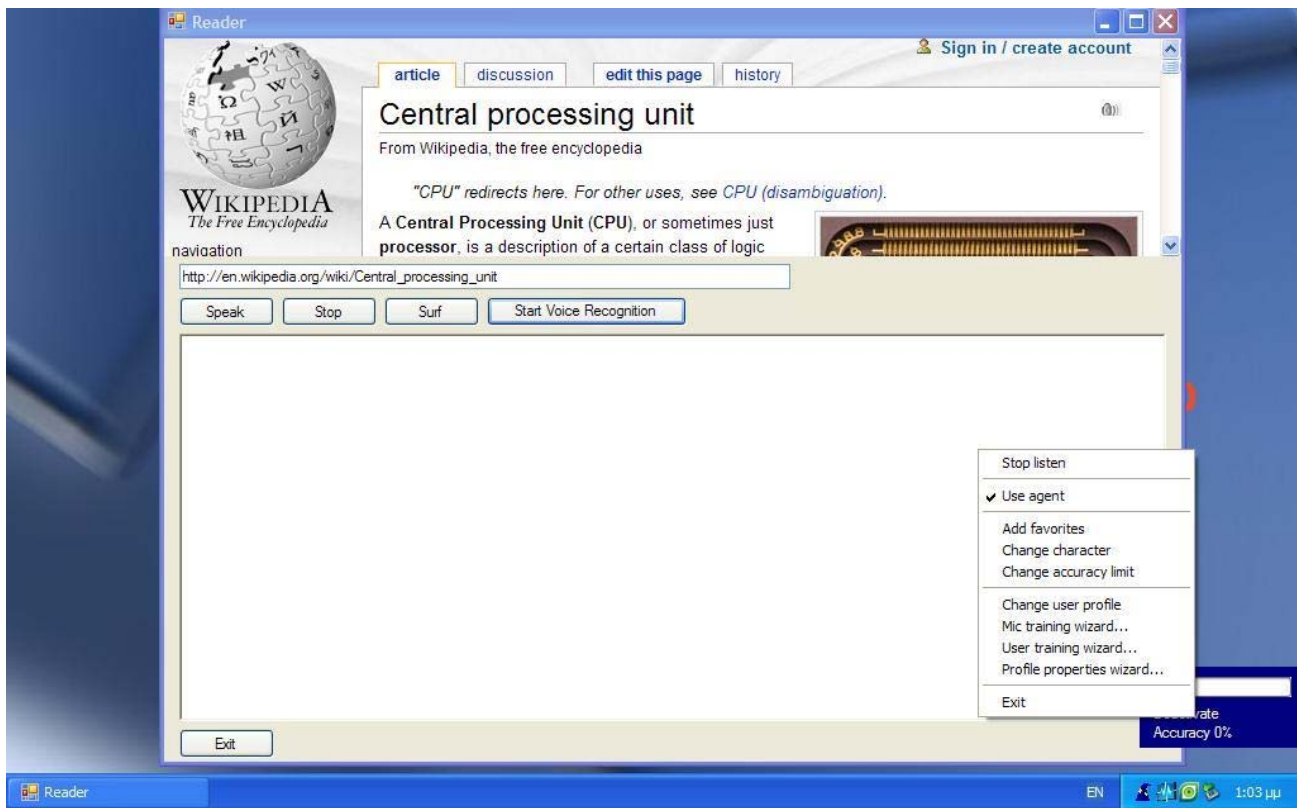 Reader
Sign in / create account
article discussion edit this page history
Central processing unit
From Wikipedia, the free encyclopedia
"CPU" redirects here. For other uses, see CPU (disambiguation).
A Central Processing Unit (CPU), or sometimes just
processor, is a description of a certain class of logic
Ω W И 祖
WIKIPEDIA
The Free Encyclopedia
navigation
http://en.wikipedia.org/wiki/Central_processing_unit
Speak Stop Surf Start Voice Recognition
Stop listen
Use agent
Add favorites
Change character
Change accuracy limit
Change user profile
Mic training wizard...
User training wizard...
Profile properties wizard...
Exit
Accuracy 0%
Exit
Reader EN 1:03 μμ